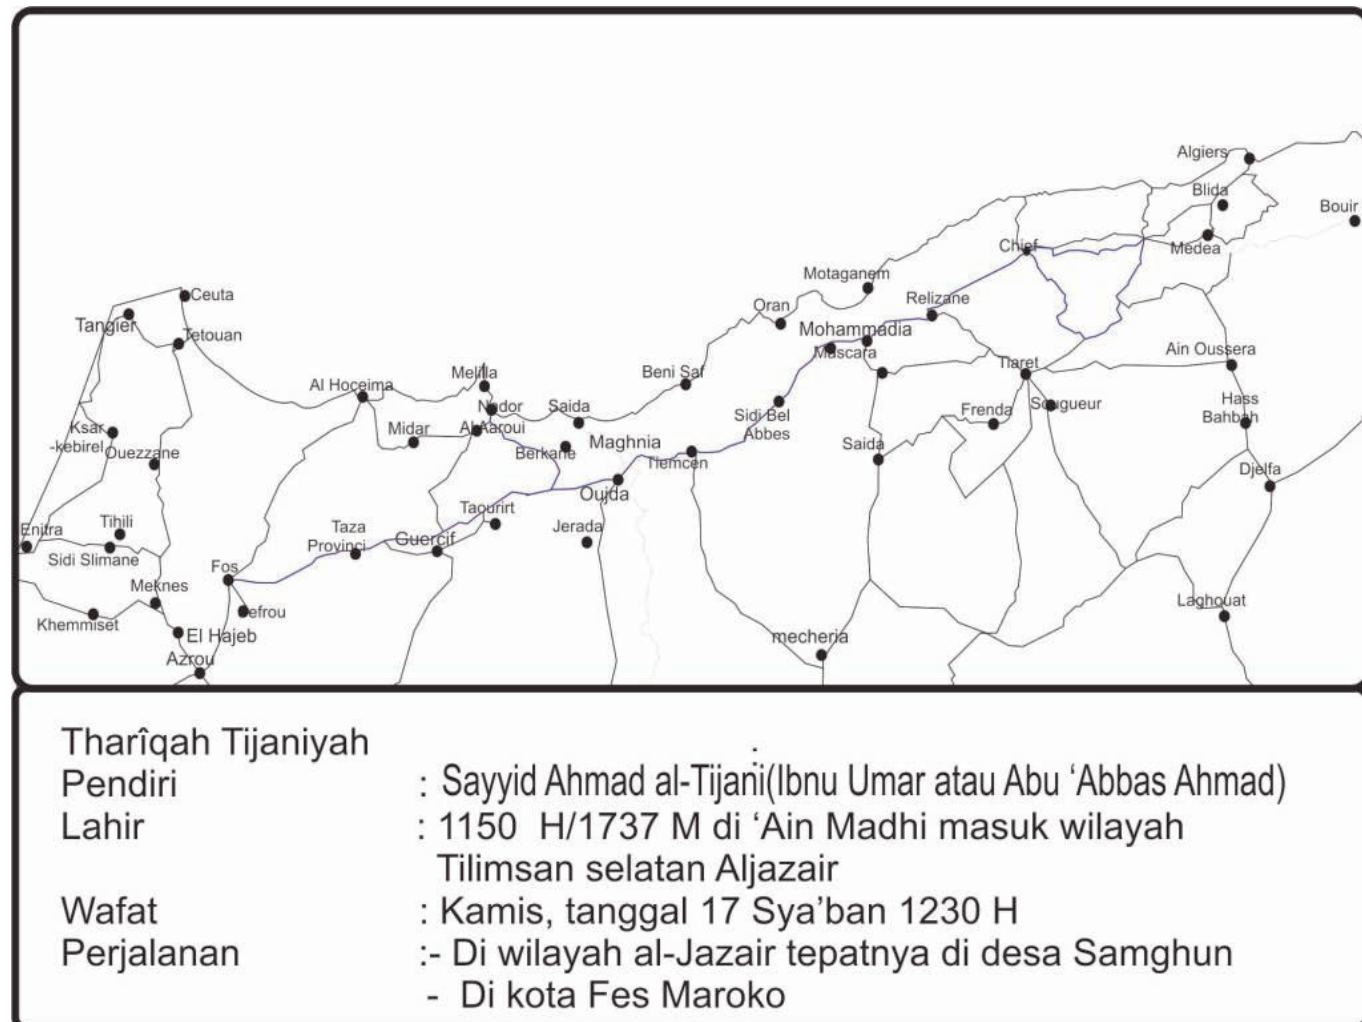 Algiers
Blida
Bouir
Chief
Medea
Motaganem
Ceuta
Oran
Relizane
Tangier
Tetouan
Mohammadia
Mascara
Ain Oussera
Melilla
Beni Saf
Tiaret
Al Hoceima
Nador
Saida
Frenda
Sougueur
Hass
Bahbah
Ksar
-kebirel
Midar
Al Aaroui
Sidi Bel
Abbes
Ouezzane
Berkane
Maghnia
Tlemcen
Saida
Djelfa
Oujda
Enitra
Tihili
Taza
Provinci
Taourirt
Jerada
Sidi Slimane
Guercif
Fos
Meknes
Khemmiset
efrou
El Hajeb
Laghouat
Azrou
mecheria
Tharîqah Tijaniyah :
Pendiri : Sayyid Ahmad al-Tijani(Ibnu Umar atau Abu ‘Abbas Ahmad)
Lahir : 1150 H/1737 M di ‘Ain Madhi masuk wilayah
Tilimsan selatan Aljazair
Wafat : Kamis, tanggal 17 Sya’ban 1230 H
Perjalanan :- Di wilayah al-Jazair tepatnya di desa Samghun
- Di kota Fes Maroko